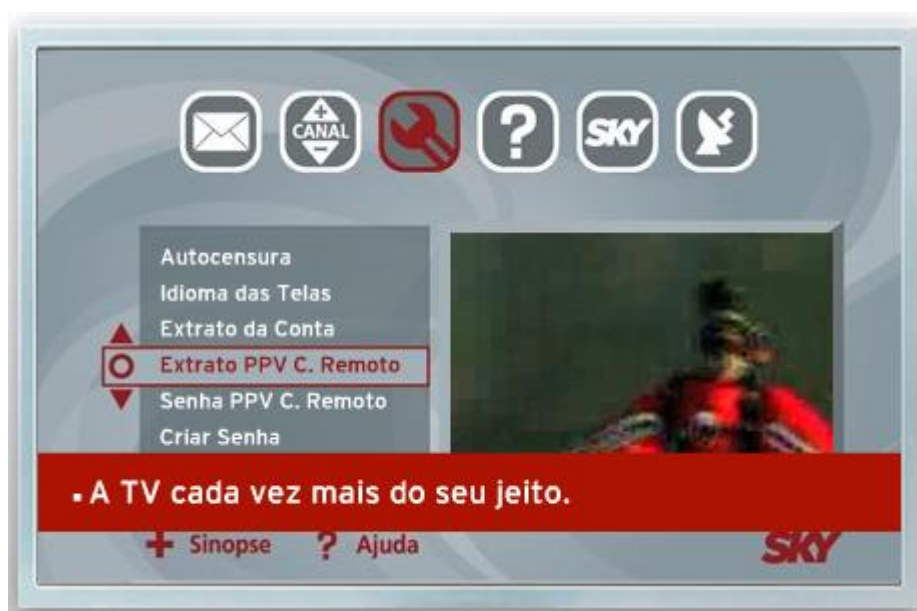 CANAL
?
SKY
Autocensura
Idioma das Telas
Extrato da Conta
Extrato PPV C. Remoto
Senha PPV C. Remoto
Criar Senha
▪ A TV cada vez mais do seu jeito.
+ Sinopse ? Ajuda
SKY